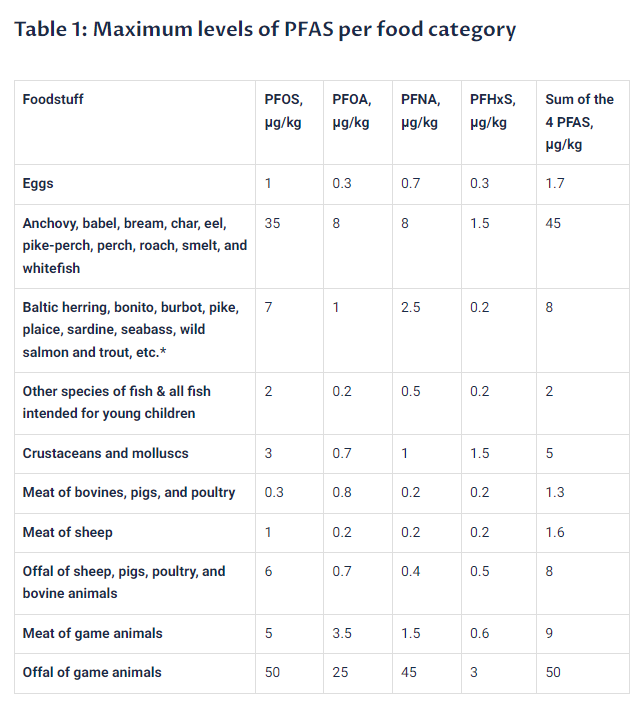 Table 1: Maximum levels of PFAS per food category
Foodstuff PFOS, µg/kg PFOA, µg/kg PFNA, µg/kg PFHxS, µg/kg Sum of the 4 PFAS, µg/kg
Eggs 1 0.3 0.7 0.3 1.7
Anchovy, babel, bream, char, eel, pike-perch, perch, roach, smelt, and whitefish 35 8 8 1.5 45
Baltic herring, bonito, burbot, pike, plaice, sardine, seabass, wild salmon and trout, etc.* 7 1 2.5 0.2 8
Other species of fish & all fish intended for young children 2 0.2 0.5 0.2 2
Crustaceans and molluscs 3 0.7 1 1.5 5
Meat of bovines, pigs, and poultry 0.3 0.8 0.2 0.2 1.3
Meat of sheep 1 0.2 0.2 0.2 1.6
Offal of sheep, pigs, poultry, and bovine animals 6 0.7 0.4 0.5 8
Meat of game animals 5 3.5 1.5 0.6 9
Offal of game animals 50 25 45 3 50